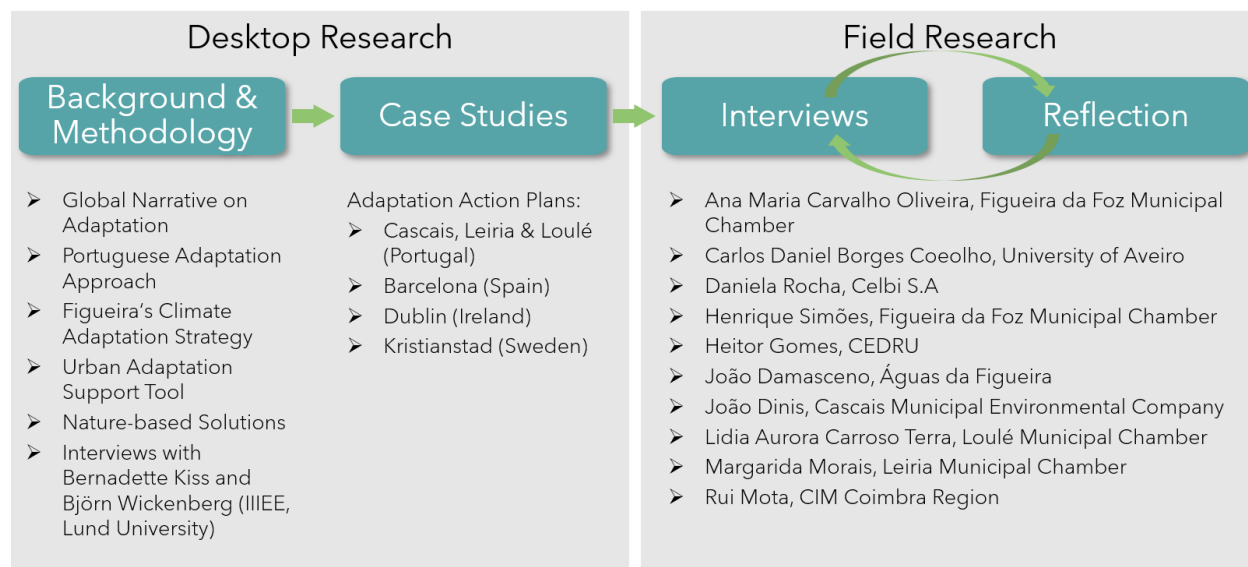 Desktop Research
Background &
Methodology
Case Studies
➢ Global Narrative on
Adaptation
➢ Portuguese Adaptation
Approach
➢ Figueira’s Climate
Adaptation Strategy
➢ Urban Adaptation
Support Tool
➢ Nature-based Solutions
➢ Interviews with
Bernadette Kiss and
Björn Wickenberg (IIIEE,
Lund University)
Adaptation Action Plans:
➢ Cascais, Leiria & Loulé
(Portugal)
➢ Barcelona (Spain)
➢ Dublin (Ireland)
➢ Kristianstad (Sweden)
Field Research
Interviews
Reflection
➢ Ana Maria Carvalho Oliveira, Figueira da Foz Municipal
Chamber
➢ Carlos Daniel Borges Coeolho, University of Aveiro
➢ Daniela Rocha, Celbi S.A
➢ Henrique Simões, Figueira da Foz Municipal Chamber
➢ Heitor Gomes, CEDRU
➢ João Damasceno, Águas da Figueira
➢ João Dinis, Cascais Municipal Environmental Company
➢ Lidia Aurora Carroso Terra, Loulé Municipal Chamber
➢ Margarida Morais, Leiria Municipal Chamber
➢ Rui Mota, CIM Coimbra Region